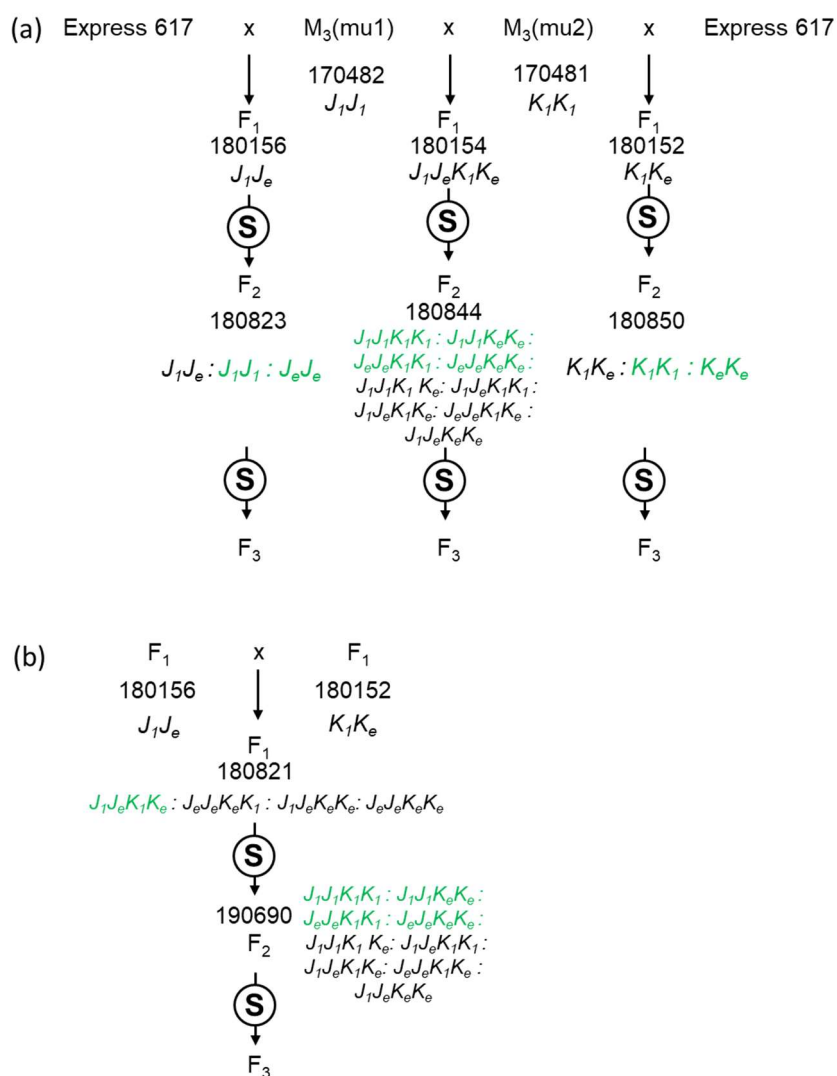 (a) Express 617 x M3(mu1) x M3(mu2) x Express 617
170482 170481
J1J1 K1K1
F1 F1 F1
180156 180154 180152
J1Je J1JeK1Ke K1Ke
S S S
F2 F2 F2
180823 180844 180850
J1J1K1K1 : J1J1KeKe :
JeJeK1K1 : JeJeKeKe :
J1Je : J1J1 : JeJe J1J1K1 Ke: J1JeK1K1: K1Ke : K1K1 : KeKe
J1JeK1Ke: JeJeK1Ke :
J1JeKeKe
S S S
F3 F3 F3
(b) F1 x F1
180156 180152
J1Je K1Ke
F1
180821
J1JeK1Ke : JeJeKeK1 : J1JeKeKe: JeJeKeKe
S
J1J1K1K1 : J1J1KeKe :
190690 JeJeK1K1 : JeJeKeKe :
F2 J1J1K1 Ke: J1JeK1K1:
J1JeK1Ke: JeJeK1Ke :
J1JeKeKe
S
F3